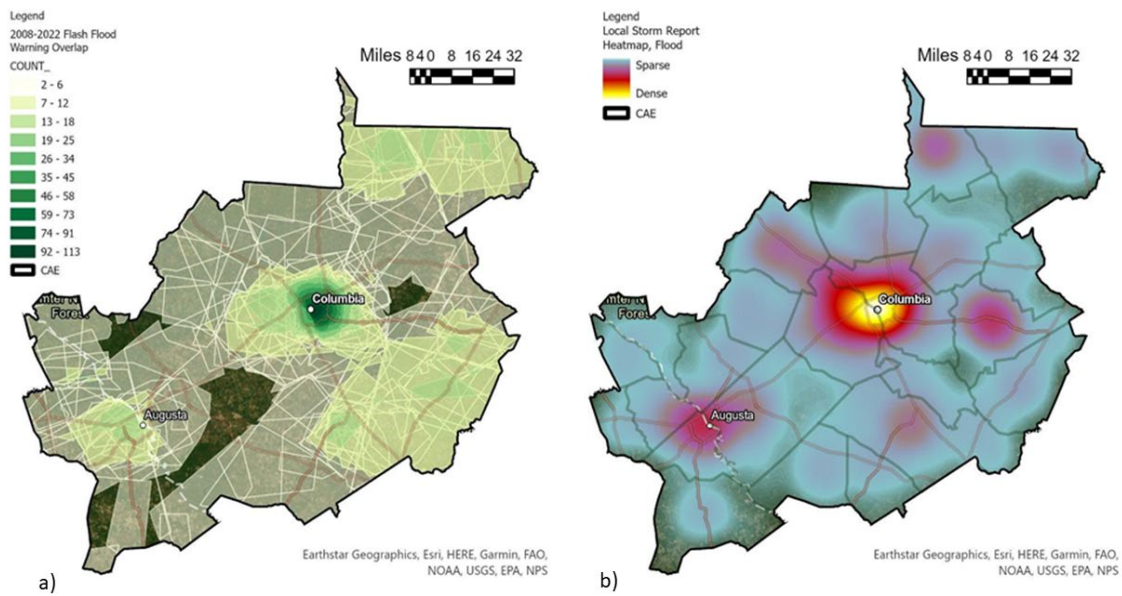 Legend
2008-2022 Flash Flood
Warning Overlap
COUNT_
2 - 6
7 - 12
13 - 18
19 - 25
26 - 34
35 - 45
46 - 58
59 - 73
74 - 91
92 - 113
CAE
Miles 8 4 0 8 16 24 32
Columbia
Augusta
Earthstar Geographics, Esri, HERE, Garmin, FAO,
NOAA, USGS, EPA, NPS
a)
Legend
Local Storm Report
Heatmap, Flood
Sparse
Dense
CAE
Miles 8 4 0 8 16 24 32
Columbia
Augusta
Earthstar Geographics, Esri, HERE, Garmin, FAO,
NOAA, USGS, EPA, NPS
b)